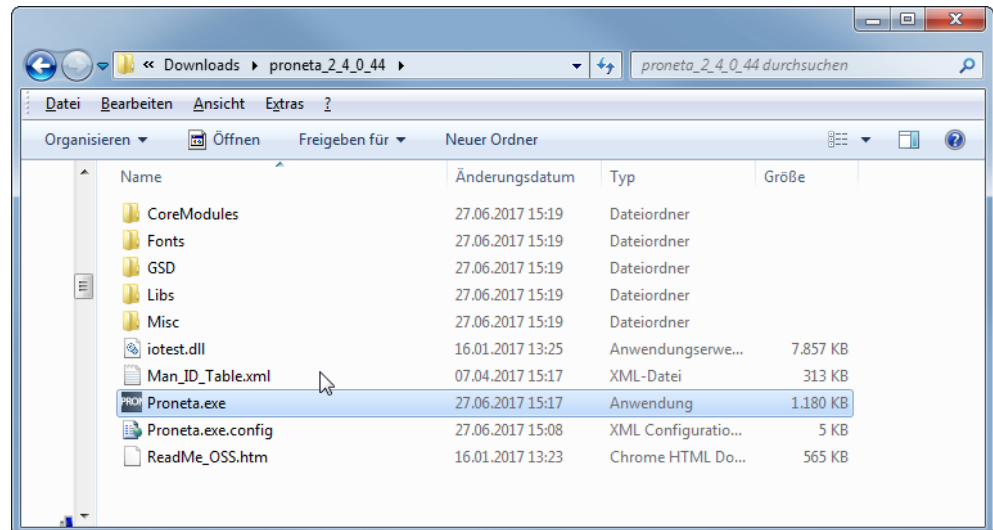 « Downloads ▸ proneta_2_4_0_44 ▸ proneta_2_4_0_44 durchsuchen
Datei Bearbeiten Ansicht Extras ?
Organisieren Öffnen Freigeben für Neuer Ordner
Name Änderungsdatum Typ Größe
CoreModules 27.06.2017 15:19 Dateiordner
Fonts 27.06.2017 15:19 Dateiordner
GSD 27.06.2017 15:19 Dateiordner
Libs 27.06.2017 15:19 Dateiordner
Misc 27.06.2017 15:19 Dateiordner
iotest.dll 16.01.2017 13:25 Anwendungserwe... 7.857 KB
Man_ID_Table.xml 07.04.2017 15:17 XML-Datei 313 KB
Proneta.exe 27.06.2017 15:17 Anwendung 1.180 KB
Proneta.exe.config 27.06.2017 15:08 XML Configuratio... 5 KB
ReadMe_OSS.htm 16.01.2017 13:23 Chrome HTML Do... 565 KB